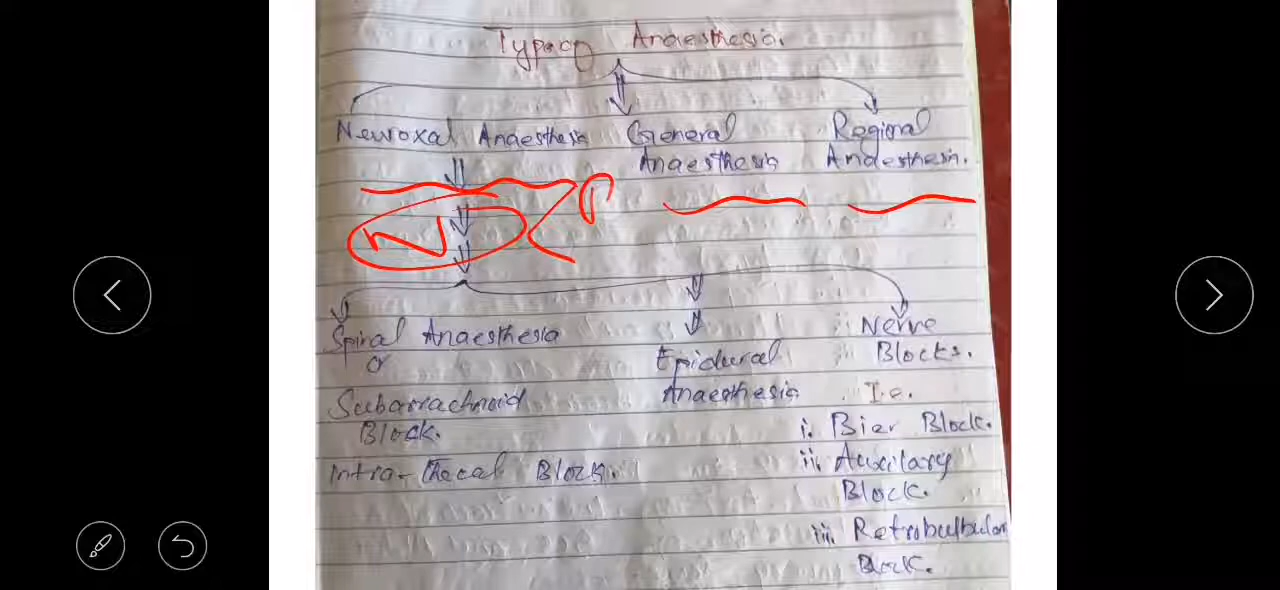 Types of Anaesthesia.
Neuroxal Anaesthesia
General
Anaesthesia
Regional
Anaesthesia.
Spinal Anaesthesia
or
Subarrachnoid
Block.
Intra-thecal Block.
Epidural
Anaesthesia
Nerve
Blocks.
I.e.
i. Bier Block.
ii. Auxilary
Block.
iii. Retrobulbular
Block.